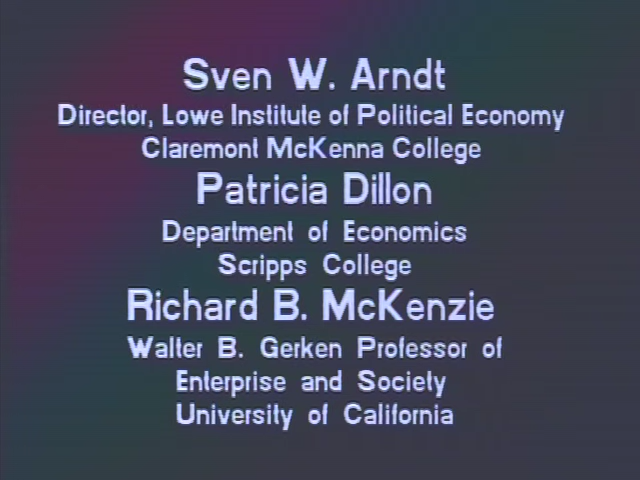 Sven W. Arndt
Director, Lowe Institute of Political Economy
Claremont McKenna College
Patricia Dillon
Department of Economics
Scripps College
Richard B. McKenzie
Walter B. Gerken Professor of
Enterprise and Society
University of California